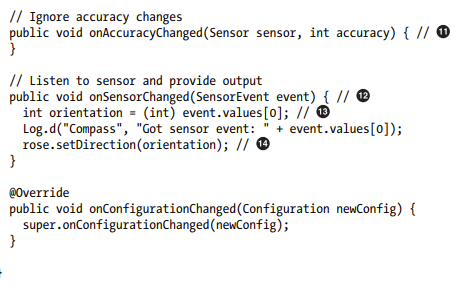 // Ignore accuracy changes
public void onAccuracyChanged(Sensor sensor, int accuracy) { // ⓫
}
// Listen to sensor and provide output
public void onSensorChanged(SensorEvent event) { // ⓬
int orientation = (int) event.values[0]; // ⓭
Log.d("Compass", "Got sensor event: " + event.values[0]);
rose.setDirection(orientation); // ⓮
}
@Override
public void onConfigurationChanged(Configuration newConfig) {
super.onConfigurationChanged(newConfig);
}
}